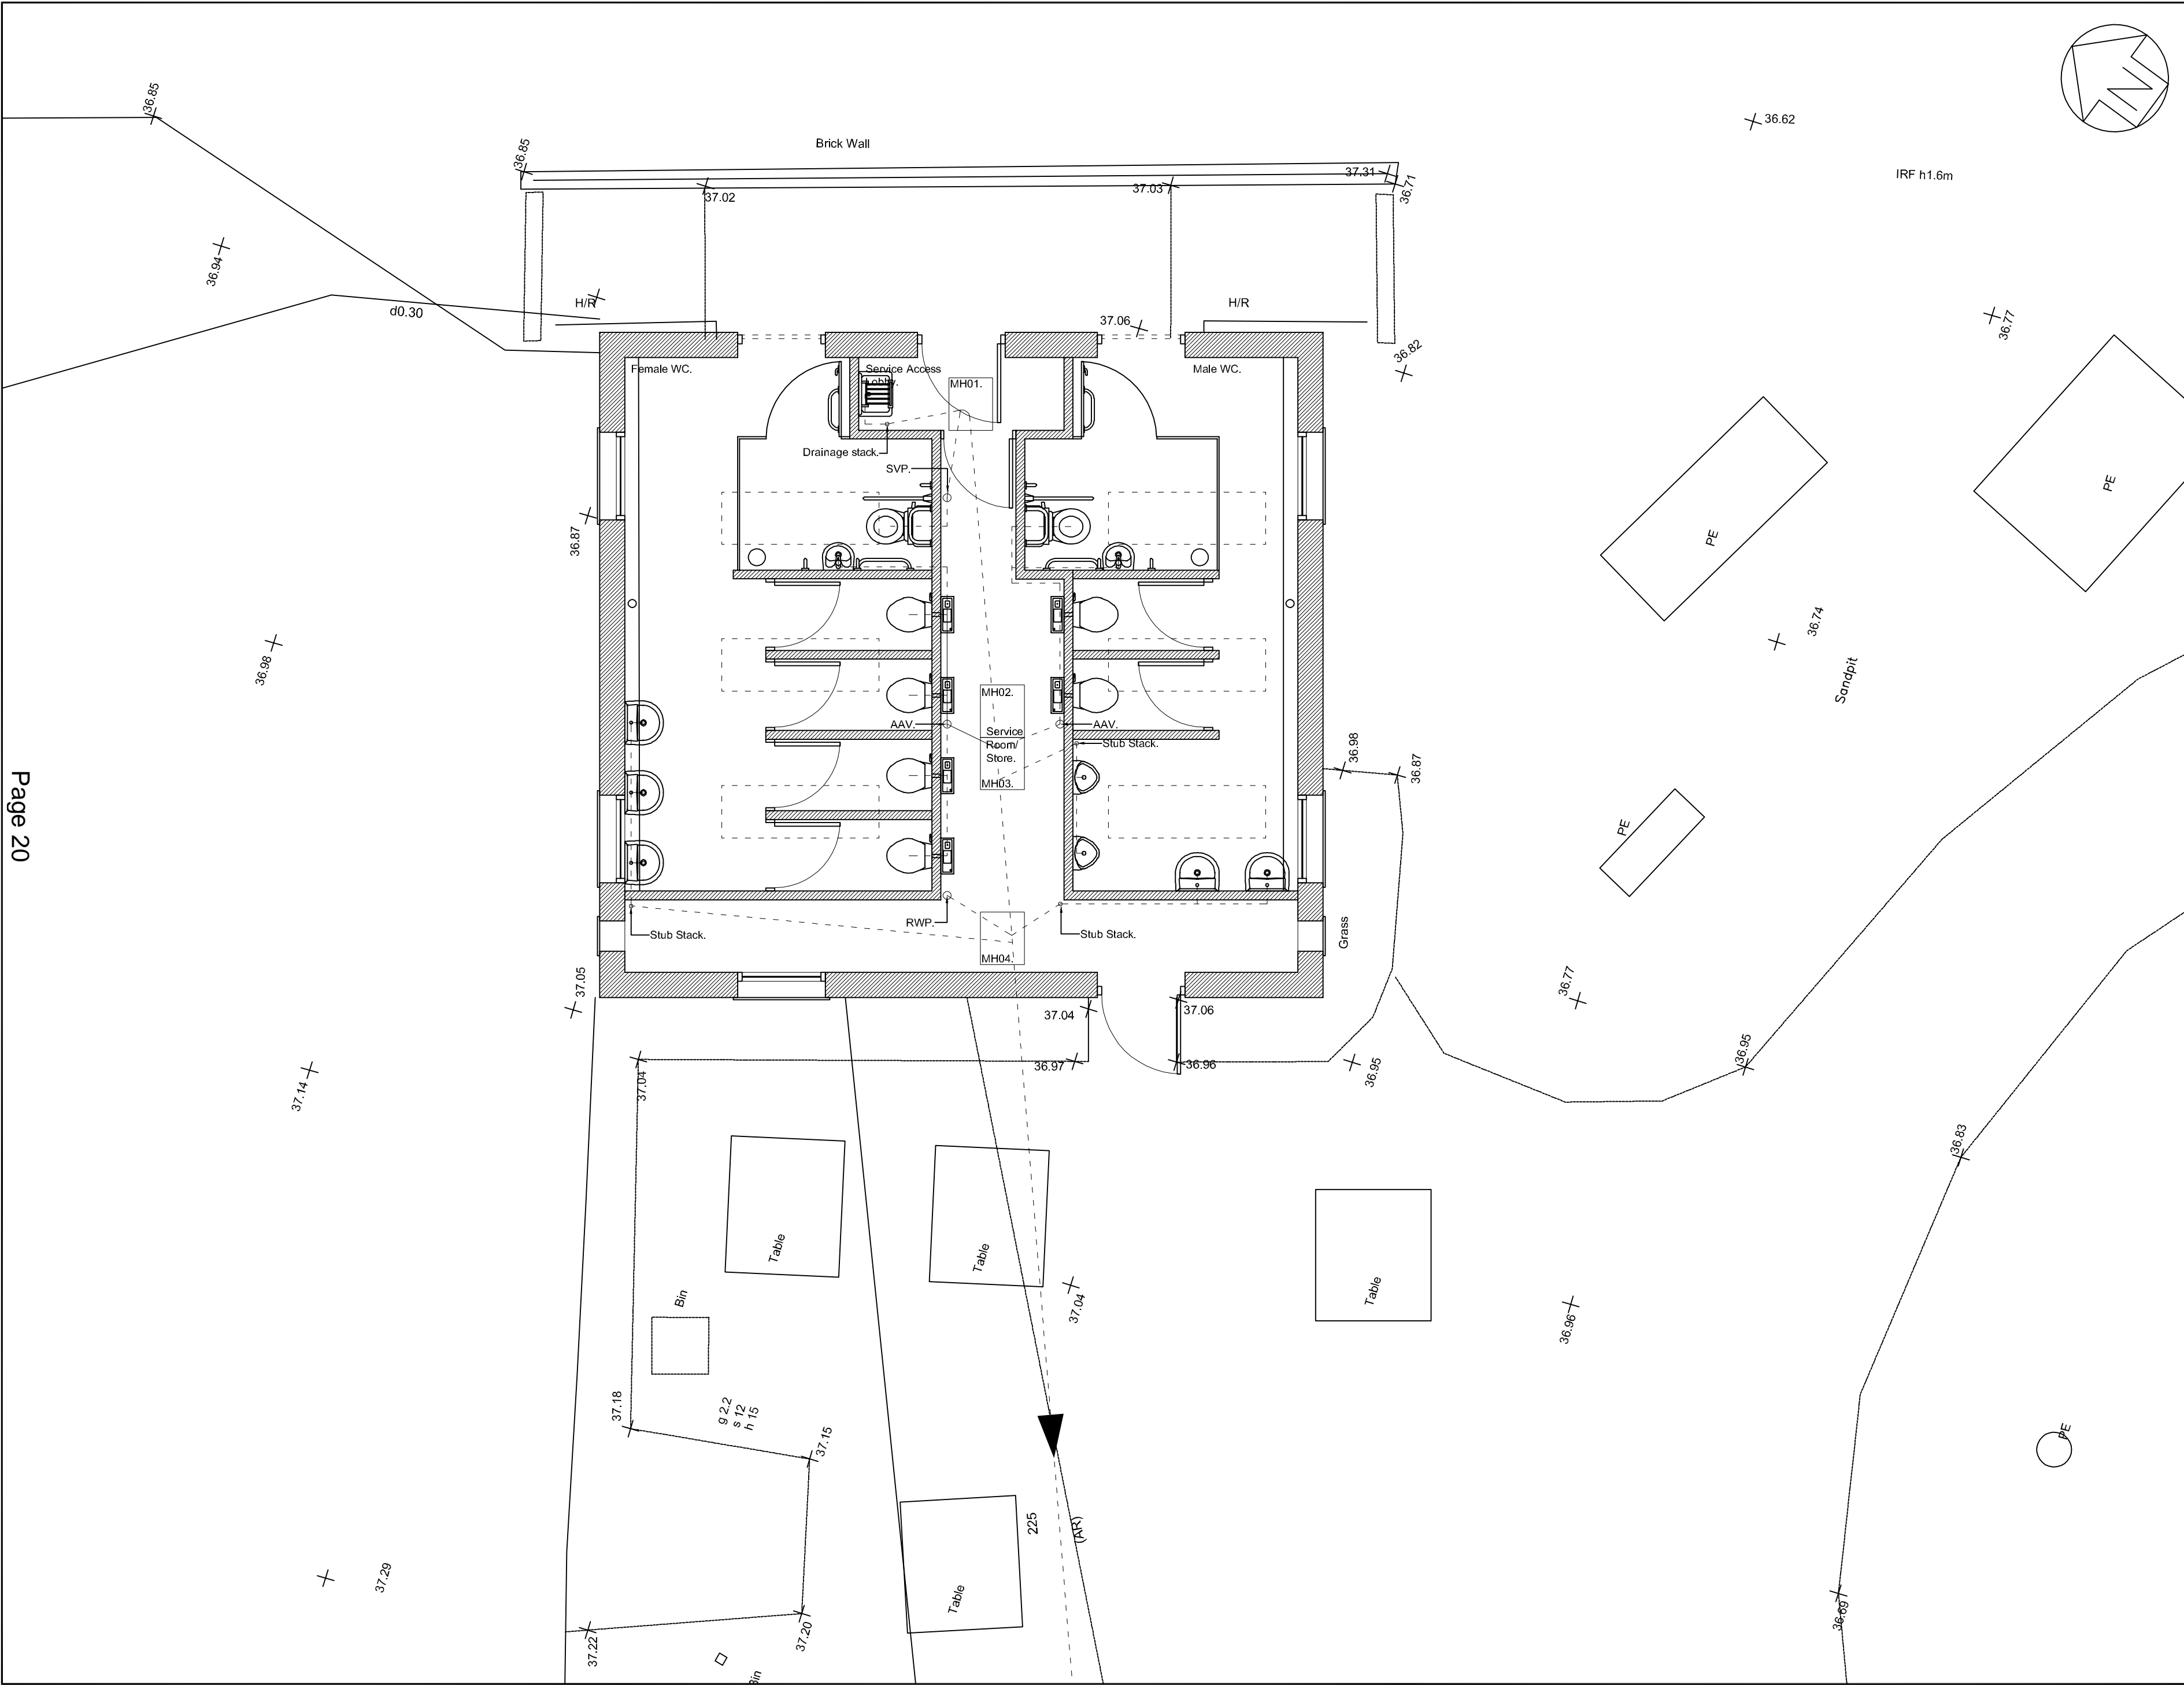 36.85
36.62
Brick Wall
36.85
N
37.31
36.71
IRF h1.6m
37.02
37.03
36.94
H/R
H/R
d0.30
37.06
36.77
36.82
Female WC.
Service Access
Lobby.
MH01.
Male WC.
Drainage stack.
SVP.
PE
PE
36.87
36.74
36.98
Sandpit
MH02.
AAV.
AAV.
Service
Room/
Store.
Stub Stack.
MH03.
36.98
36.87
Page 20
PE
RWP.
Stub Stack.
Stub Stack.
Grass
MH04.
37.05
36.77
37.04
37.06
36.97
36.96
36.95
36.95
37.04
37.14
36.83
Table
Table
Table
Bin
37.04
36.96
37.18
g 2.2
s 12
h 15
37.15
PE
225
(AR)
37.29
Table
37.22
37.20
36.69
Bin